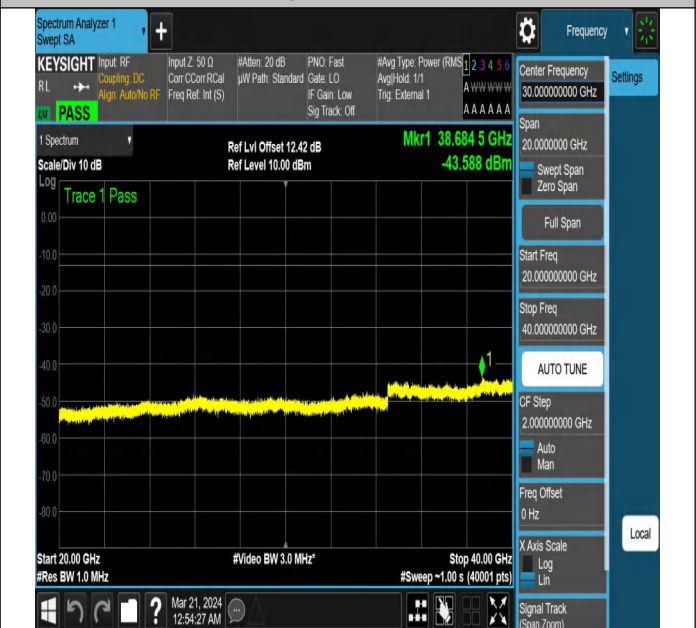 Spectrum Analyzer 1
Swept SA
+
Frequency
KEYSIGHT
RL
PASS
Input: RF
Coupling: DC
Align: Auto/No RF
Input Z: 50 Ω
Corr CCorr RCal
Freq Ref: Int (S)
#Atten: 20 dB
µW Path: Standard
PNO: Fast
Gate: LO
IF Gain: Low
Sig Track: Off
#Avg Type: Power (RMS
Avg|Hold: 1/1
Trig: External 1
1 2 3 4 5 6
A W W W W W
A A A A A A
1 Spectrum
Scale/Div 10 dB
Ref Lvl Offset 12.42 dB
Ref Level 10.00 dBm
Mkr1 38.684 5 GHz
-43.588 dBm
Log
Trace 1 Pass
0.00
-10.0
-20.0
-30.0
-40.0
-50.0
-60.0
-70.0
-80.0
1
Start 20.00 GHz
#Res BW 1.0 MHz
#Video BW 3.0 MHz*
Stop 40.00 GHz
#Sweep ~1.00 s (40001 pts)
Center Frequency
30.000000000 GHz
Settings
Span
20.0000000 GHz
Swept Span
Zero Span
Full Span
Start Freq
20.000000000 GHz
Stop Freq
40.000000000 GHz
AUTO TUNE
CF Step
2.000000000 GHz
Auto
Man
Freq Offset
0 Hz
X Axis Scale
Log
Lin
Local
Signal Track
(Span Zoom)
?
Mar 21, 2024
12:54:27 AM